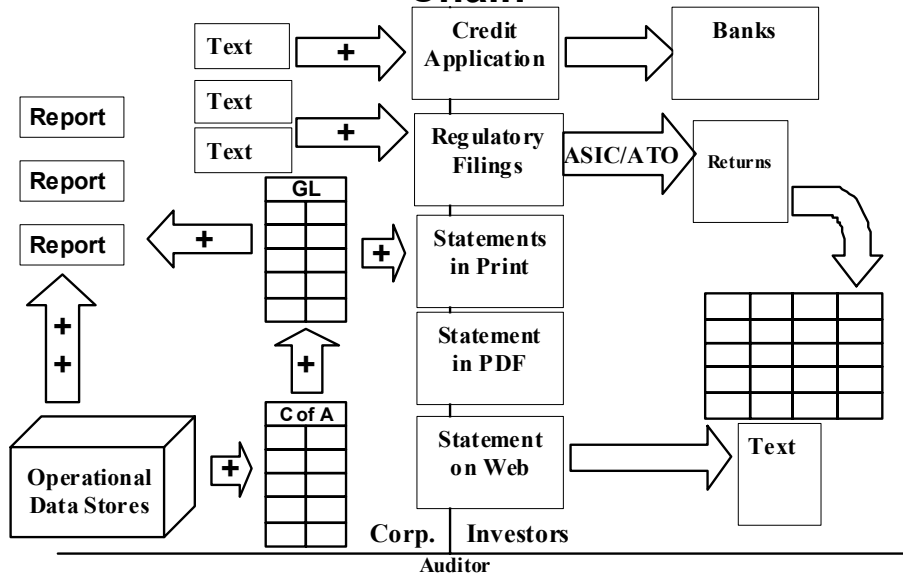 Text
+
Credit
Application
Banks
Report
Text
Text
+
Regulatory
Filings
ASIC/ATO
Returns
Report
GL
Report
+
+
Statements
in Print
+
+
+
Statement
in PDF
C of A
Operational
Data Stores
+
Statement
on Web
Text
Corp.
Investors
Auditor